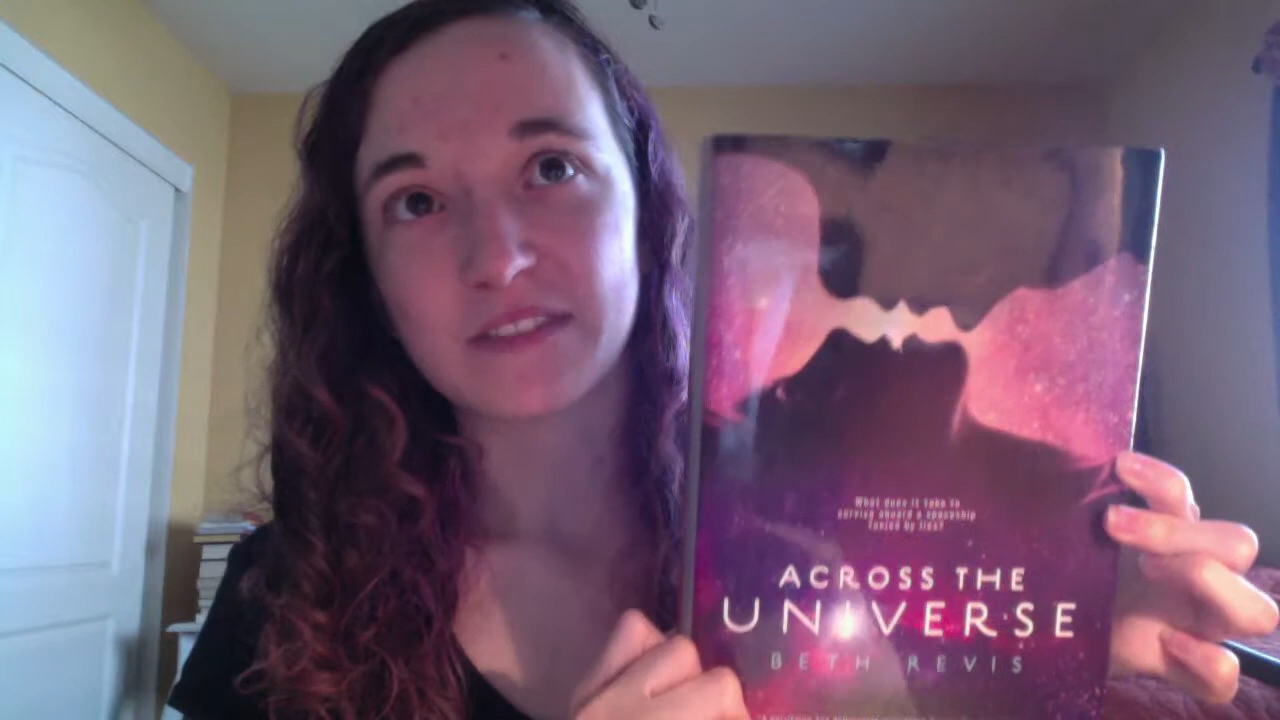 What does it take to
survive aboard a spaceship
fueled by lies?
ACROSS THE
UNIVERSE
BETH REVIS